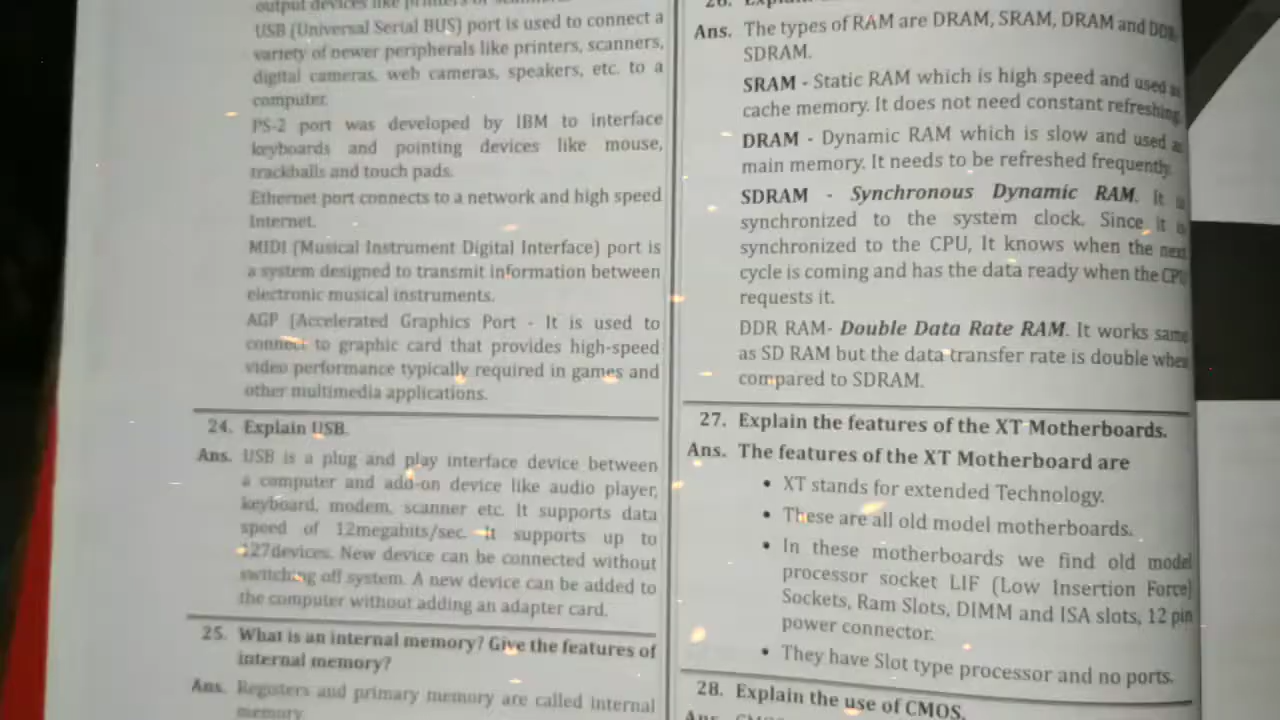 output devices like printers or scanners.
USB (Universal Serial BUS) port is used to connect a
variety of newer peripherals like printers, scanners,
digital cameras, web cameras, speakers, etc. to a
computer.
PS-2 port was developed by IBM to interface
keyboards and pointing devices like mouse,
trackballs and touch pads.
Ethernet port connects to a network and high speed
Internet.
MIDI (Musical Instrument Digital Interface) port is
a system designed to transmit information between
electronic musical instruments.
AGP (Accelerated Graphics Port - It is used to
connect to graphic card that provides high-speed
video performance typically required in games and
other multimedia applications.
24. Explain USB.
Ans. USB is a plug and play interface device between
a computer and add-on device like audio player,
keyboard, modem, scanner etc. It supports data
speed of 12megabits/sec. It supports up to
127devices. New device can be connected without
switching off system. A new device can be added to
the computer without adding an adapter card.
25. What is an internal memory? Give the features of
internal memory?
Ans. Registers and primary memory are called internal
memory
26.
Ans. The types of RAM are DRAM, SRAM, DRAM and DDR
SDRAM.
SRAM - Static RAM which is high speed and used as
cache memory. It does not need constant refreshing.
DRAM - Dynamic RAM which is slow and used as
main memory. It needs to be refreshed frequently.
SDRAM - Synchronous Dynamic RAM. It is
synchronized to the system clock. Since it is
synchronized to the CPU, It knows when the next
cycle is coming and has the data ready when the CPU
requests it.
DDR RAM- Double Data Rate RAM. It works same
as SD RAM but the data transfer rate is double when
compared to SDRAM.
27. Explain the features of the XT Motherboards.
Ans. The features of the XT Motherboard are
• XT stands for extended Technology.
• These are all old model motherboards.
• In these motherboards we find old model
processor socket LIF (Low Insertion Force)
Sockets, Ram Slots, DIMM and ISA slots, 12 pin
power connector.
• They have Slot type processor and no ports.
28. Explain the use of CMOS.
Ans.